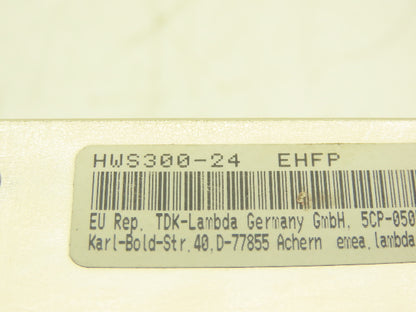 HWS300-24 EHFP
EU Rep. TDK-Lambda Germany GmbH. 5CP-050
Karl-Bold-Str.40.D-77855 Achern emea.lambda